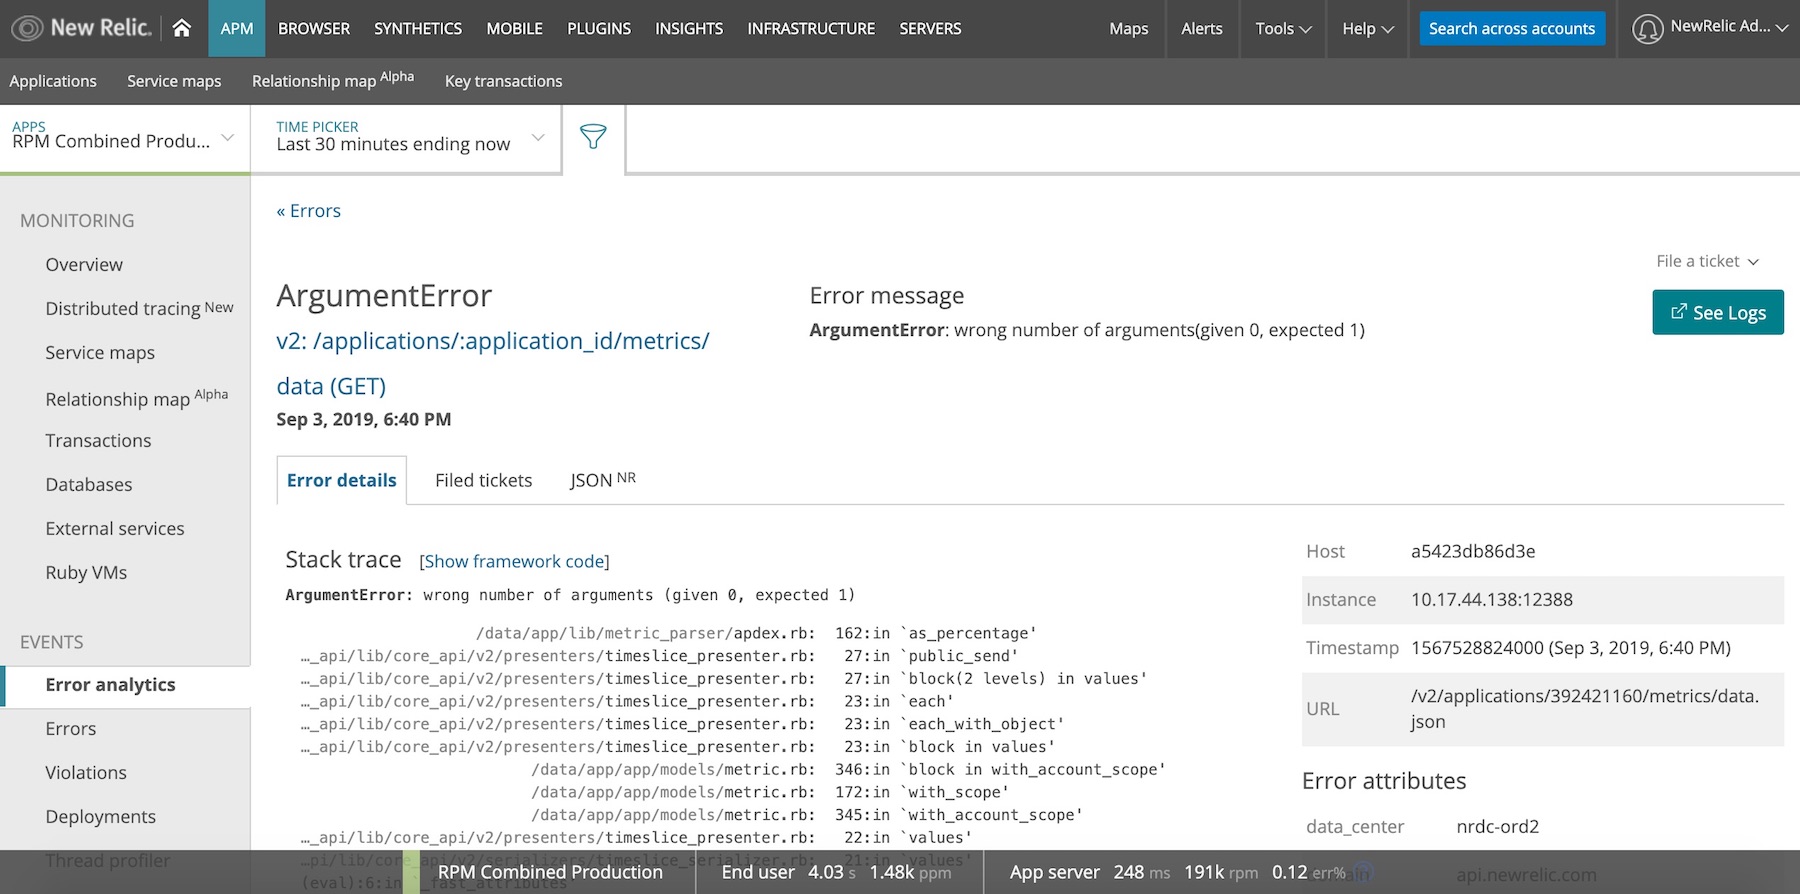 New Relic.
APM BROWSER SYNTHETICS MOBILE PLUGINS INSIGHTS INFRASTRUCTURE SERVERS Maps Alerts Tools Help Search across accounts NewRelic Ad...
Applications Service maps Relationship map Alpha Key transactions
APPS
RPM Combined Produ...
TIME PICKER
Last 30 minutes ending now
MONITORING
Overview
Distributed tracing New
Service maps
Relationship map Alpha
Transactions
Databases
External services
Ruby VMs
EVENTS
Error analytics
Errors
Violations
Deployments
Thread profiler
« Errors
File a ticket
See Logs
ArgumentError
v2: /applications/:application_id/metrics/
data (GET)
Sep 3, 2019, 6:40 PM
Error message
ArgumentError: wrong number of arguments(given 0, expected 1)
Error details Filed tickets JSON NR
Stack trace [Show framework code]
ArgumentError: wrong number of arguments (given 0, expected 1)
/data/app/lib/metric_parser/apdex.rb: 162:in `as_percentage'
…_api/lib/core_api/v2/presenters/timeslice_presenter.rb: 27:in `public_send'
…_api/lib/core_api/v2/presenters/timeslice_presenter.rb: 27:in `block(2 levels) in values'
…_api/lib/core_api/v2/presenters/timeslice_presenter.rb: 23:in `each'
…_api/lib/core_api/v2/presenters/timeslice_presenter.rb: 23:in `each_with_object'
…_api/lib/core_api/v2/presenters/timeslice_presenter.rb: 23:in `block in values'
/data/app/app/models/metric.rb: 346:in `block in with_account_scope'
/data/app/app/models/metric.rb: 172:in `with_scope'
/data/app/app/models/metric.rb: 345:in `with_account_scope'
…_api/lib/core_api/v2/presenters/timeslice_presenter.rb: 22:in `values'
…pi/lib/core_api/v2/serializers/timeslice_serializer.rb: 21:in `values'
(eval):6:in `_fast_attributes'
Host a5423db86d3e
Instance 10.17.44.138:12388
Timestamp 1567528824000 (Sep 3, 2019, 6:40 PM)
URL /v2/applications/392421160/metrics/data.
json
Error attributes
data_center nrdc-ord2
api.newrelic.com
RPM Combined Production End user 4.03 s 1.48k ppm App server 248 ms 191k rpm 0.12 err%